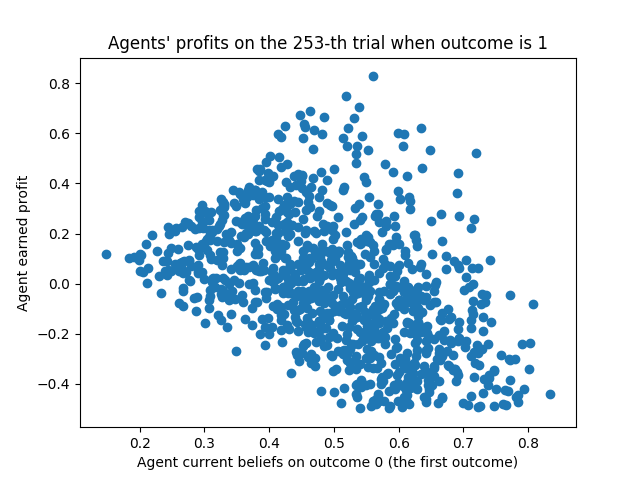 Agents' profits on the 253-th trial when outcome is 1
Agent earned profit
0.8
0.6
0.4
0.2
0.0
−0.2
−0.4
0.2 0.3 0.4 0.5 0.6 0.7 0.8
Agent current beliefs on outcome 0 (the first outcome)